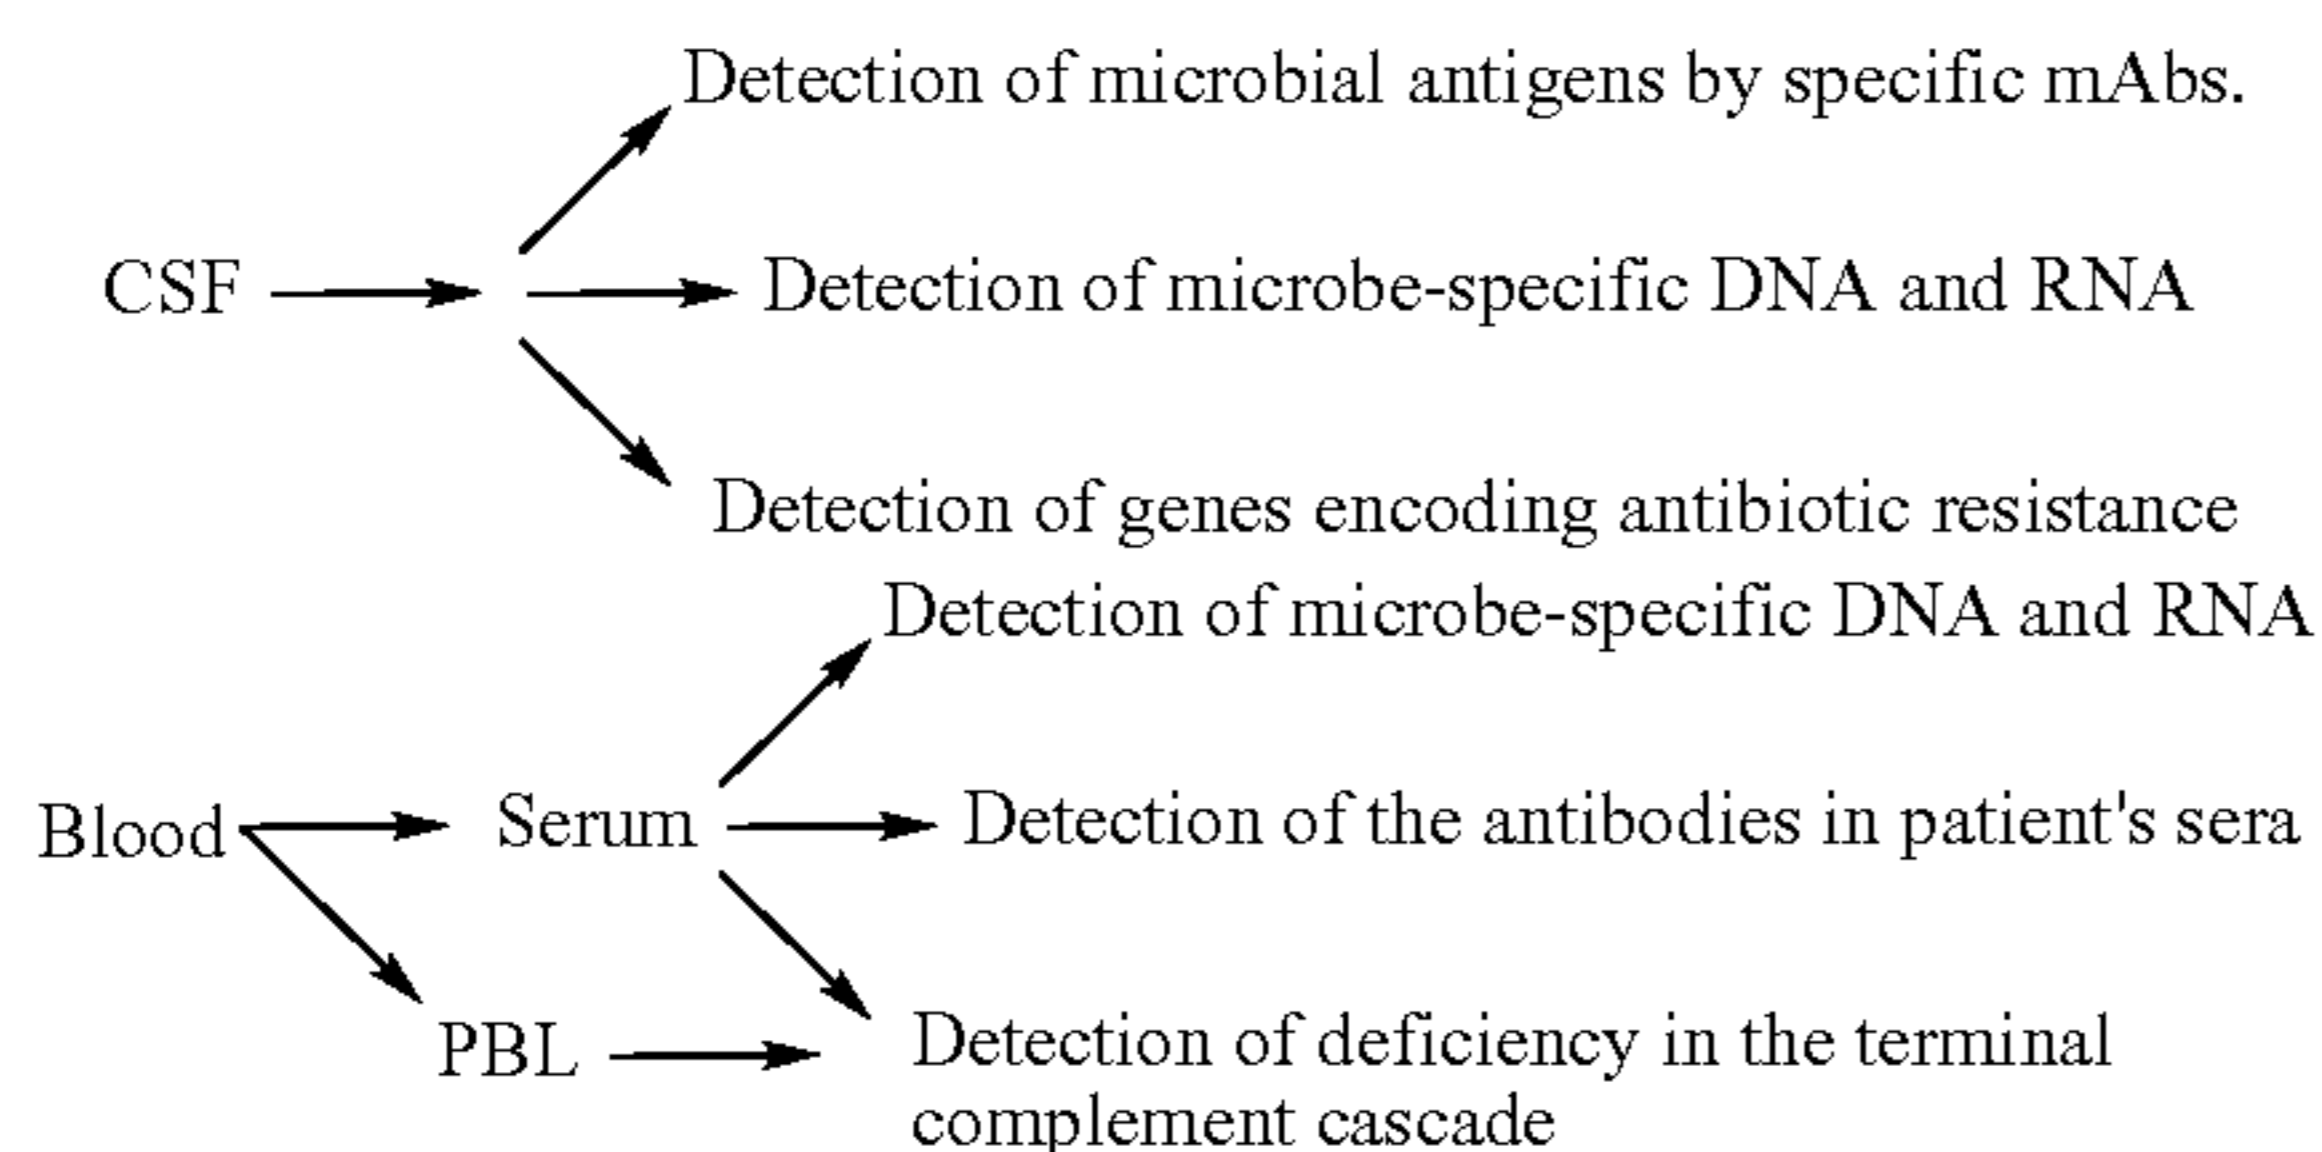 Detection of microbial antigens by specific mAbs.
CSF
Detection of microbe-specific DNA and RNA
Detection of genes encoding antibiotic resistance
Detection of microbe-specific DNA and RNA
Blood
Serum
Detection of the antibodies in patient's sera
PBL
Detection of deficiency in the terminal
complement cascade